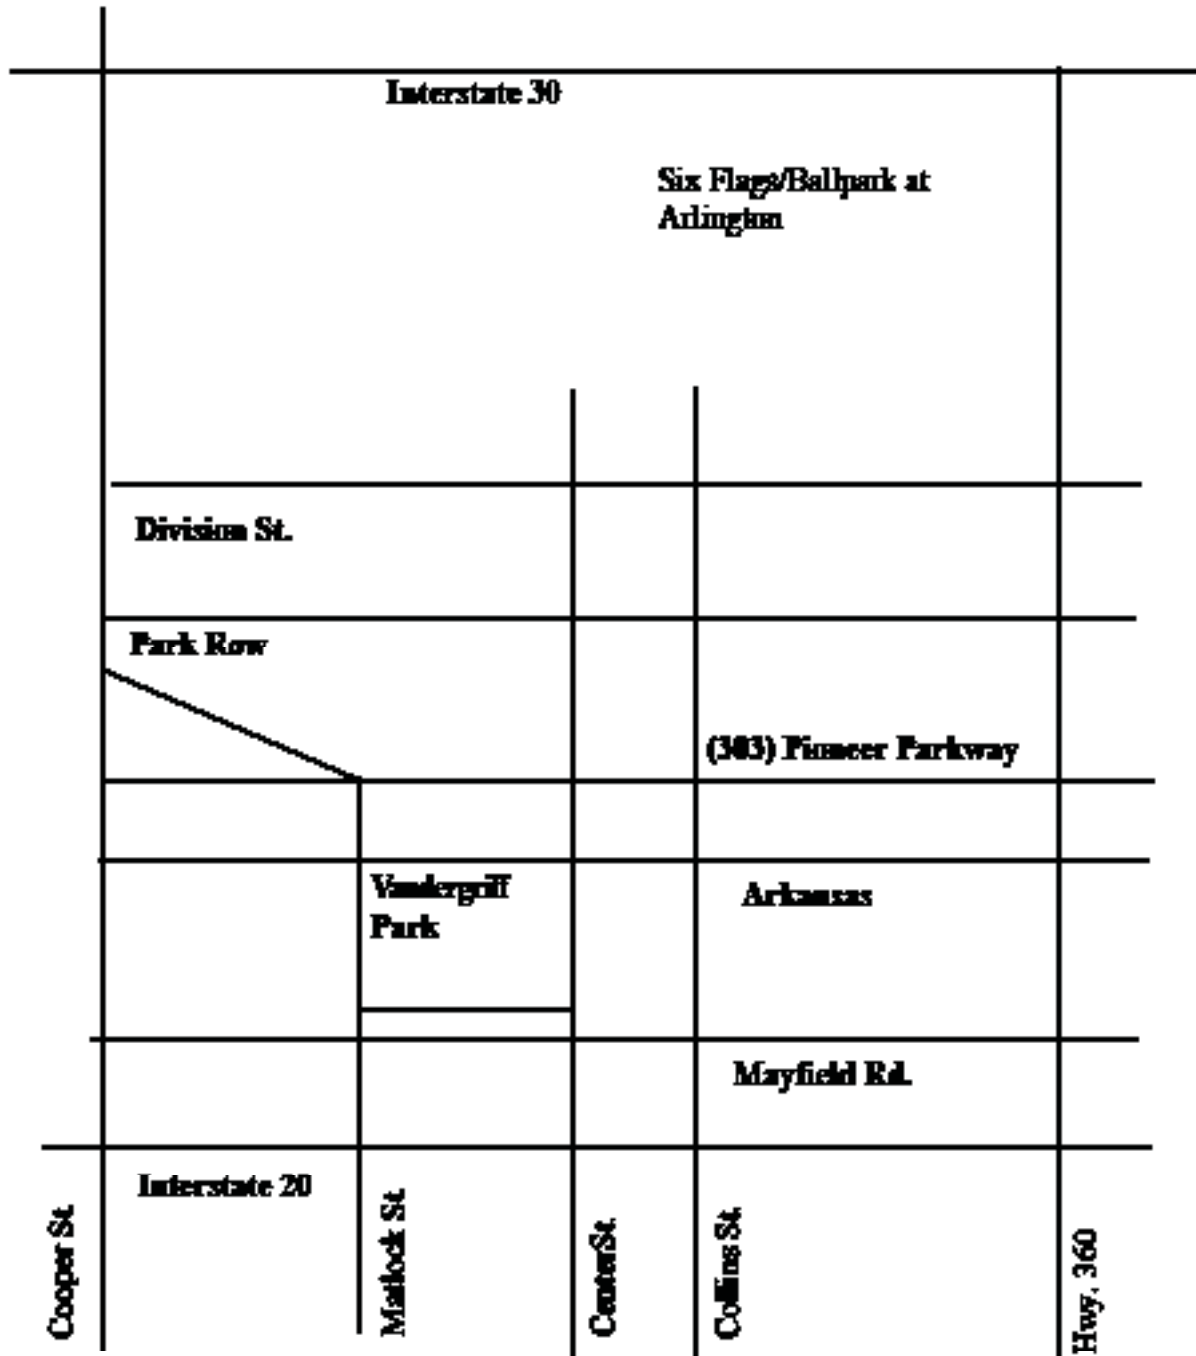 Interstate 30
Six Flags/Ballpark at
Arlington
Division St.
Park Row
(303) Pioneer Parkway
Vandergriff
Park
Arkansas
Mayfield Rd.
Interstate 20
Cooper St.
Matlock St.
CenterSt.
Collins St.
Hwy. 360